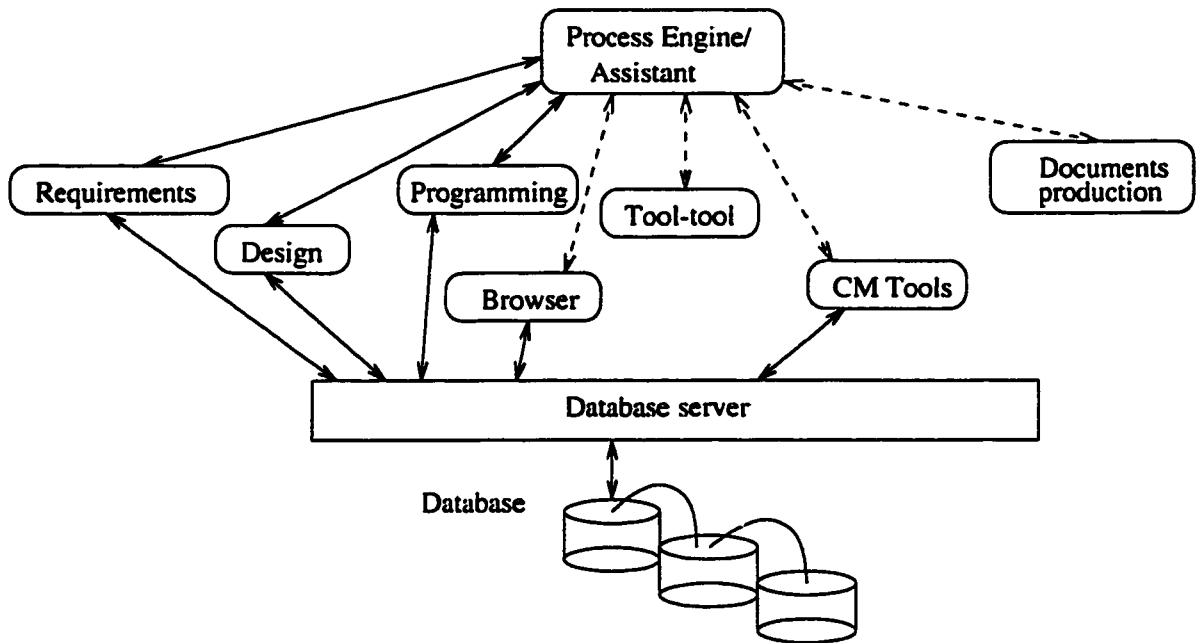 Process Engine/
Assistant
Requirements
Programming
Documents
production
Tool-tool
Design
Browser
CM Tools
Database server
Database